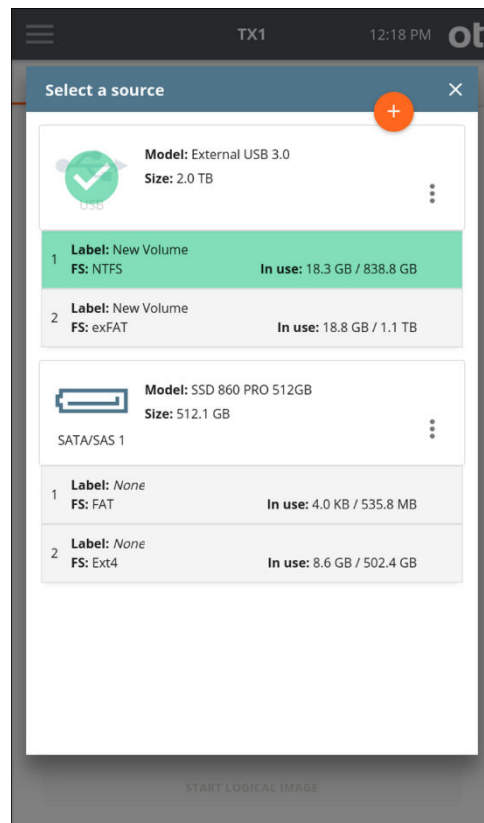 TX1
12:18 PM
ot
Select a source
+
Model: External USB 3.0
Size: 2.0 TB
USB
1
Label: New Volume
FS: NTFS
In use: 18.3 GB / 838.8 GB
2
Label: New Volume
FS: exFAT
In use: 18.8 GB / 1.1 TB
Model: SSD 860 PRO 512GB
Size: 512.1 GB
SATA/SAS 1
1
Label: None
FS: FAT
In use: 4.0 KB / 535.8 MB
2
Label: None
FS: Ext4
In use: 8.6 GB / 502.4 GB
START LOGICAL IMAGE